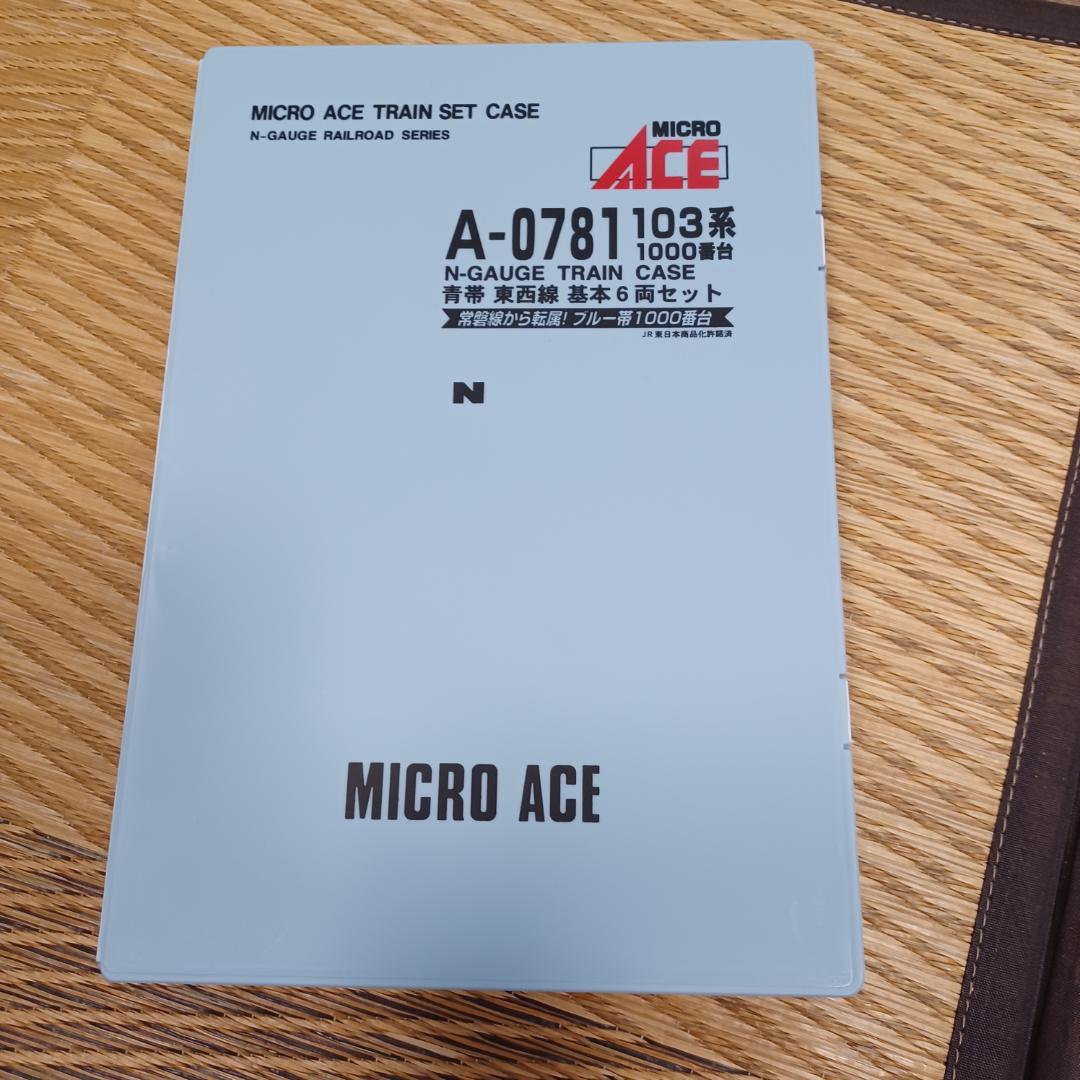 MICRO ACE TRAIN SET CASE
N-GAUGE RAILROAD SERIES
MICRO
ACE
A-0781 103系
1000番台
N-GAUGE TRAIN CASE
青帯 東西線 基本6両セット
常磐線から転属!ブルー帯1000番台
JR東日本商品化許諾済
N
MICRO ACE